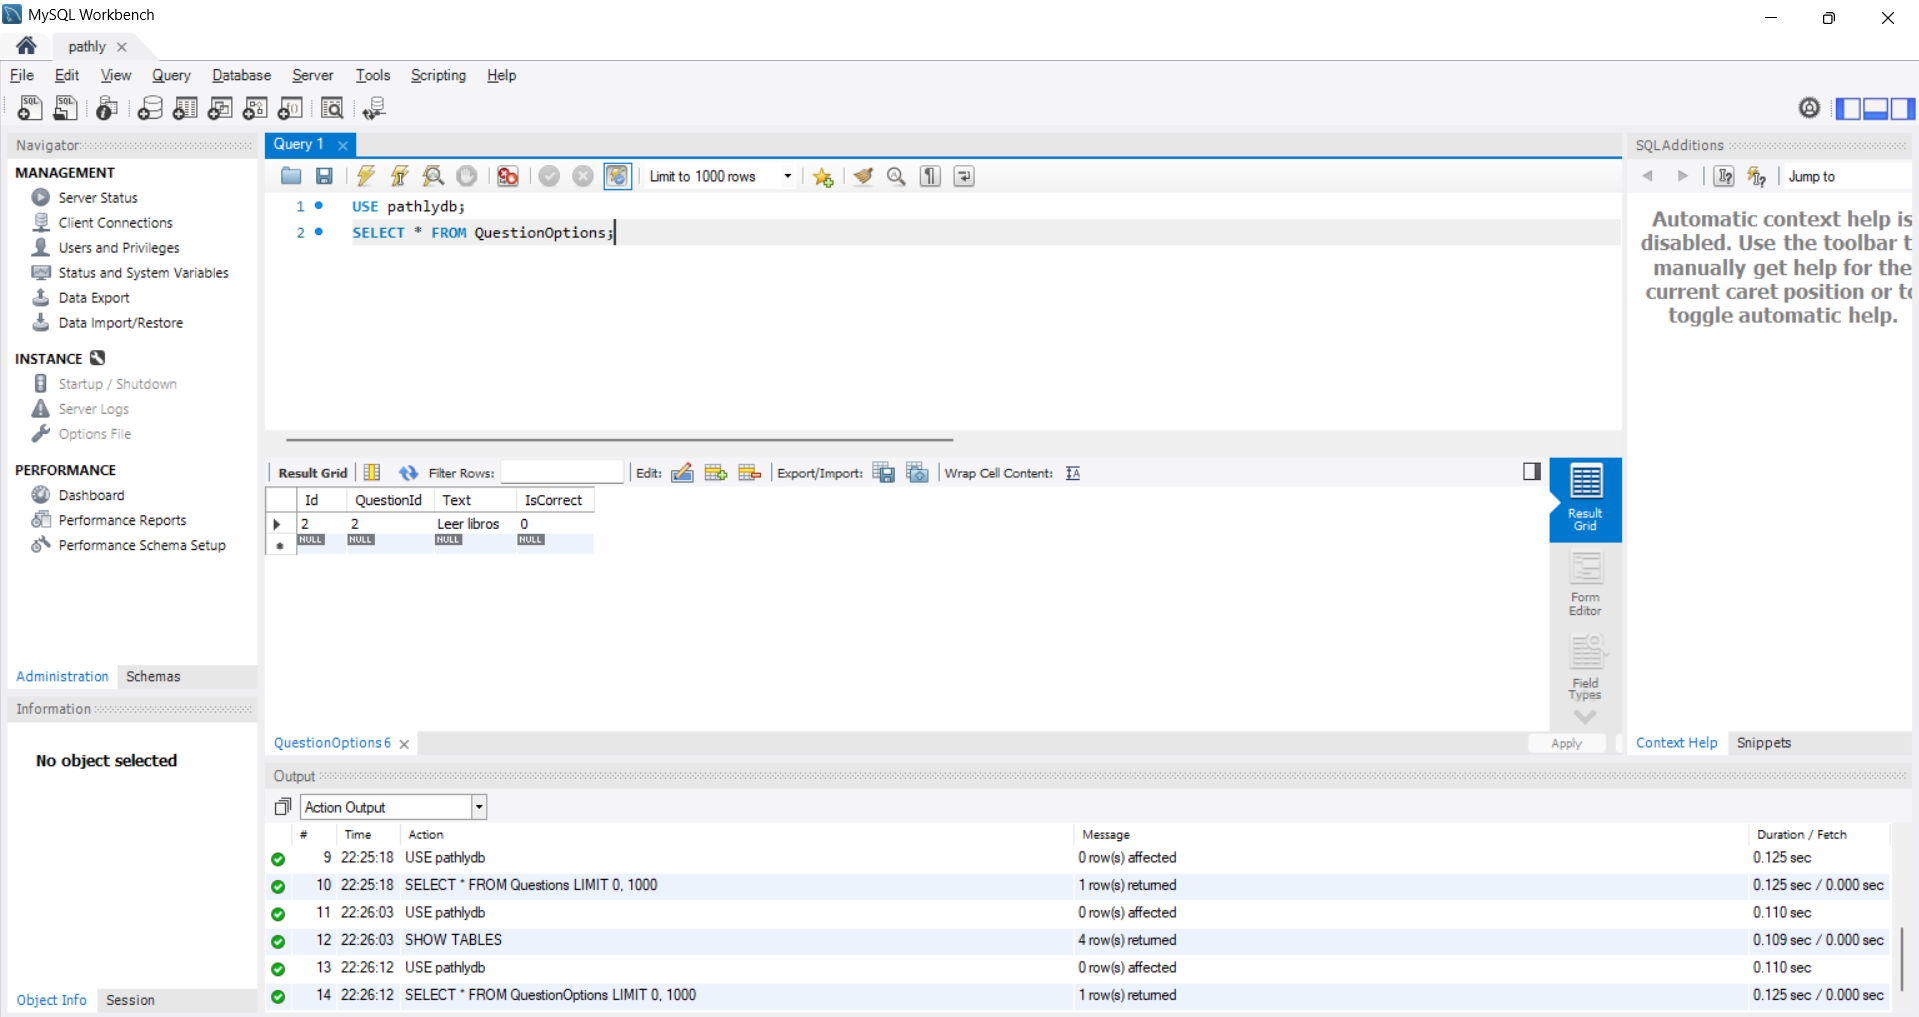 MySQL Workbench
pathly
File Edit View Query Database Server Tools Scripting Help
Navigator
MANAGEMENT
Server Status
Client Connections
Users and Privileges
Status and System Variables
Data Export
Data Import/Restore
INSTANCE
Startup / Shutdown
Server Logs
Options File
PERFORMANCE
Dashboard
Performance Reports
Performance Schema Setup
Administration Schemas
Information
No object selected
Object Info Session
Query 1
Limit to 1000 rows
1 USE pathlydb;
2 SELECT * FROM QuestionOptions;
Result Grid Filter Rows: Edit: Export/Import: Wrap Cell Content:
Id QuestionId Text IsCorrect
2 2 Leer libros 0
NULL NULL NULL NULL
Result
Grid
Form
Editor
Field
Types
QuestionOptions 6
Apply
SQLAdditions
Jump to
Automatic context help is
disabled. Use the toolbar t
manually get help for the
current caret position or to
toggle automatic help.
Context Help Snippets
Output
Action Output
# Time Action Message Duration / Fetch
9 22:25:18 USE pathlydb 0 row(s) affected 0.125 sec
10 22:25:18 SELECT * FROM Questions LIMIT 0, 1000 1 row(s) returned 0.125 sec / 0.000 sec
11 22:26:03 USE pathlydb 0 row(s) affected 0.110 sec
12 22:26:03 SHOW TABLES 4 row(s) returned 0.109 sec / 0.000 sec
13 22:26:12 USE pathlydb 0 row(s) affected 0.110 sec
14 22:26:12 SELECT * FROM QuestionOptions LIMIT 0, 1000 1 row(s) returned 0.125 sec / 0.000 sec